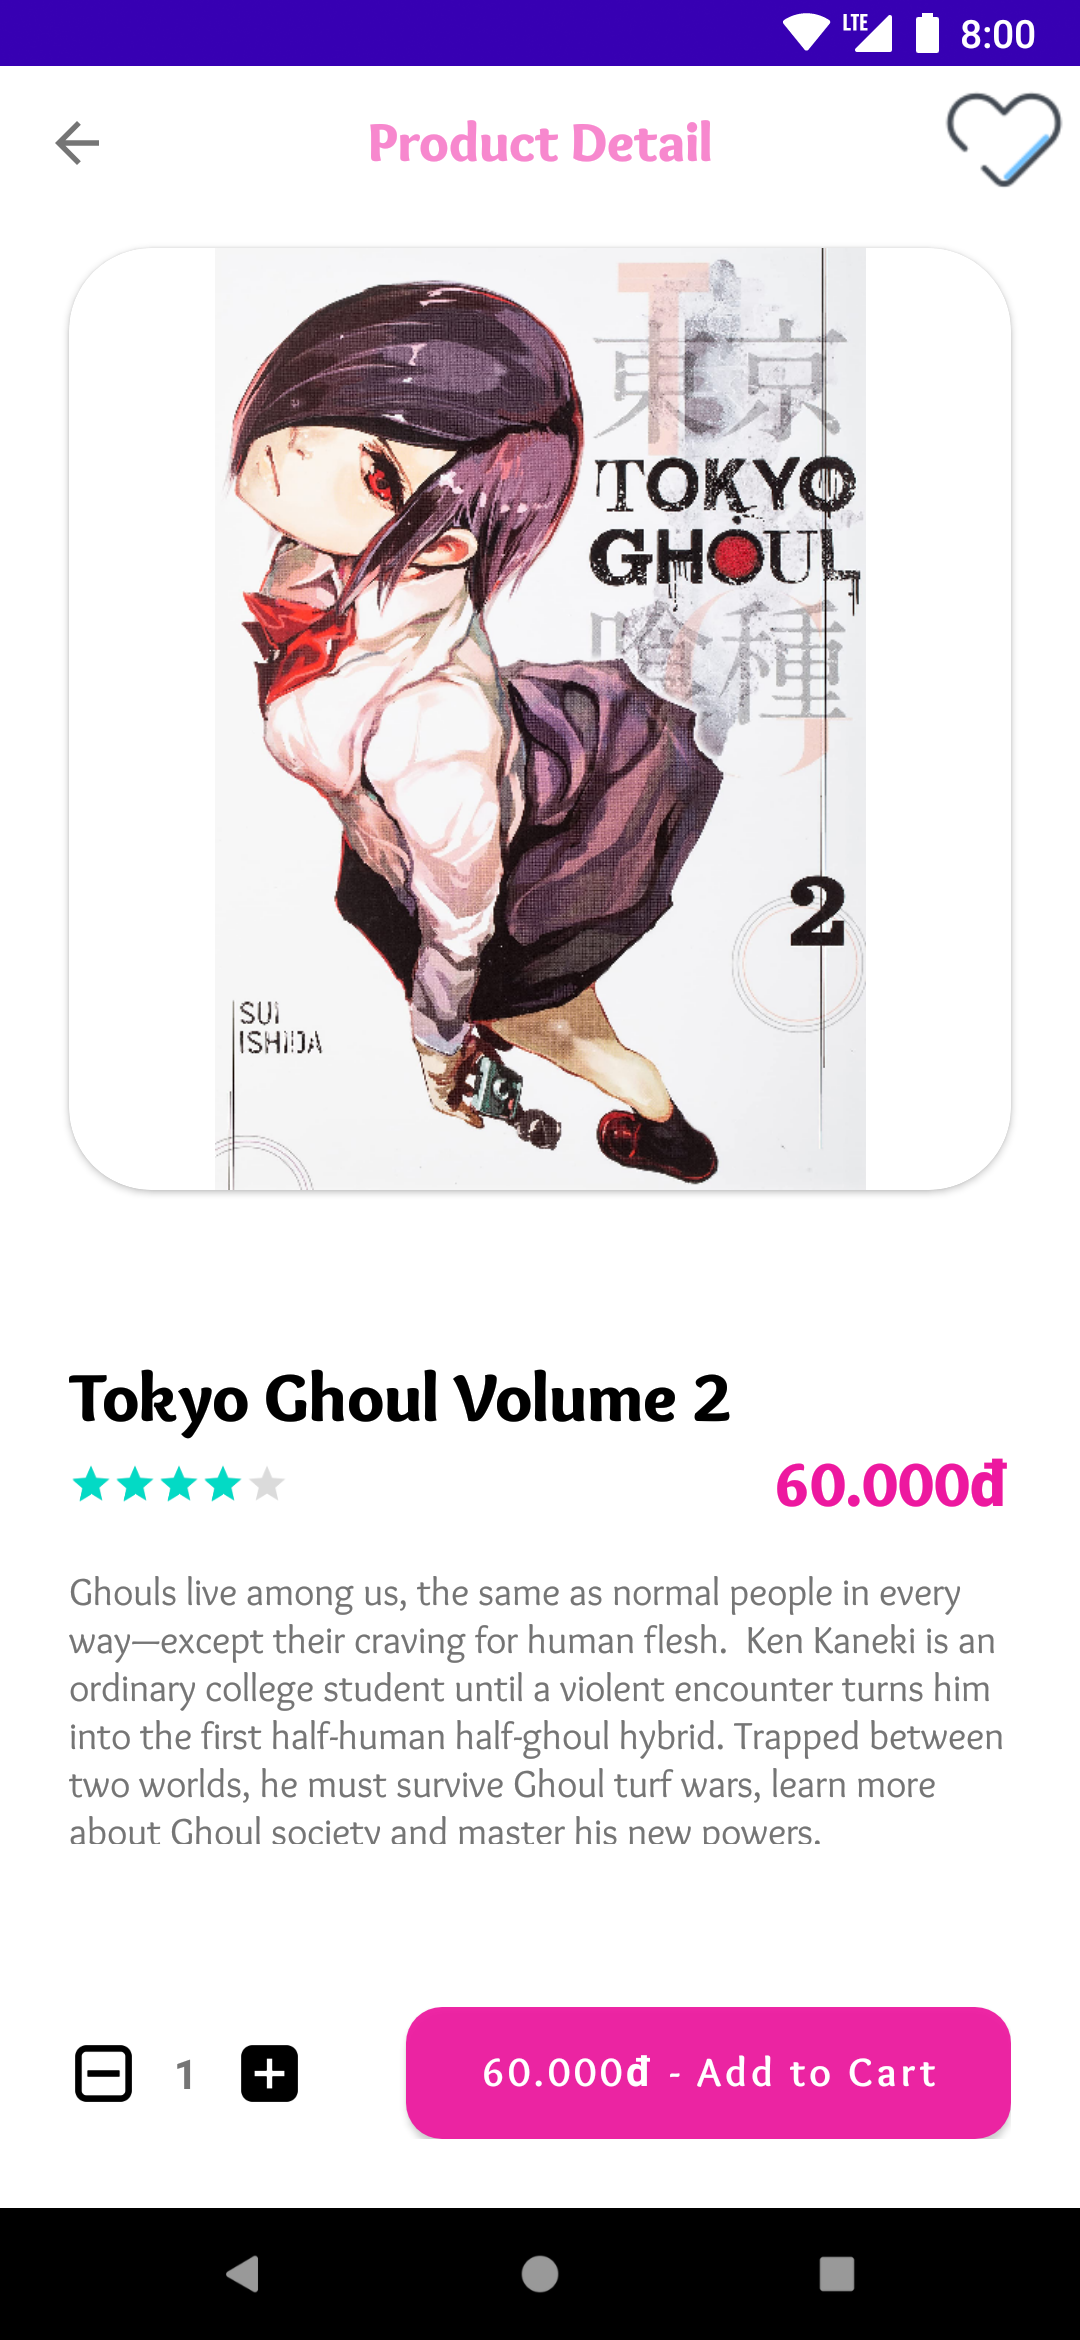 LTE 8:00
Product Detail
東京
TOKYO
GHOUL
喰種
2
SUI
ISHIDA
Tokyo Ghoul Volume 2
60.000đ
Ghouls live among us, the same as normal people in every
way—except their craving for human flesh.  Ken Kaneki is an
ordinary college student until a violent encounter turns him
into the first half-human half-ghoul hybrid. Trapped between
two worlds, he must survive Ghoul turf wars, learn more
about Ghoul society and master his new powers.
1
60.000đ - Add to Cart